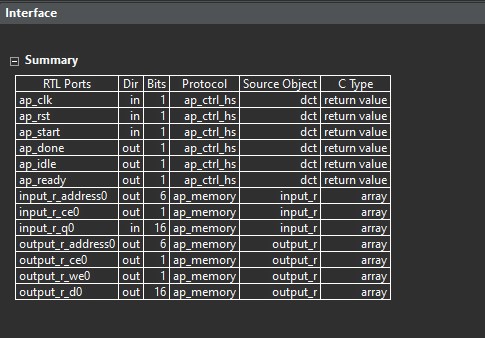 Interface
Summary
RTL Ports Dir Bits Protocol Source Object C Type
ap_clk in 1 ap_ctrl_hs dct return value
ap_rst in 1 ap_ctrl_hs dct return value
ap_start in 1 ap_ctrl_hs dct return value
ap_done out 1 ap_ctrl_hs dct return value
ap_idle out 1 ap_ctrl_hs dct return value
ap_ready out 1 ap_ctrl_hs dct return value
input_r_address0 out 6 ap_memory input_r array
input_r_ce0 out 1 ap_memory input_r array
input_r_q0 in 16 ap_memory input_r array
output_r_address0 out 6 ap_memory output_r array
output_r_ce0 out 1 ap_memory output_r array
output_r_we0 out 1 ap_memory output_r array
output_r_d0 out 16 ap_memory output_r array